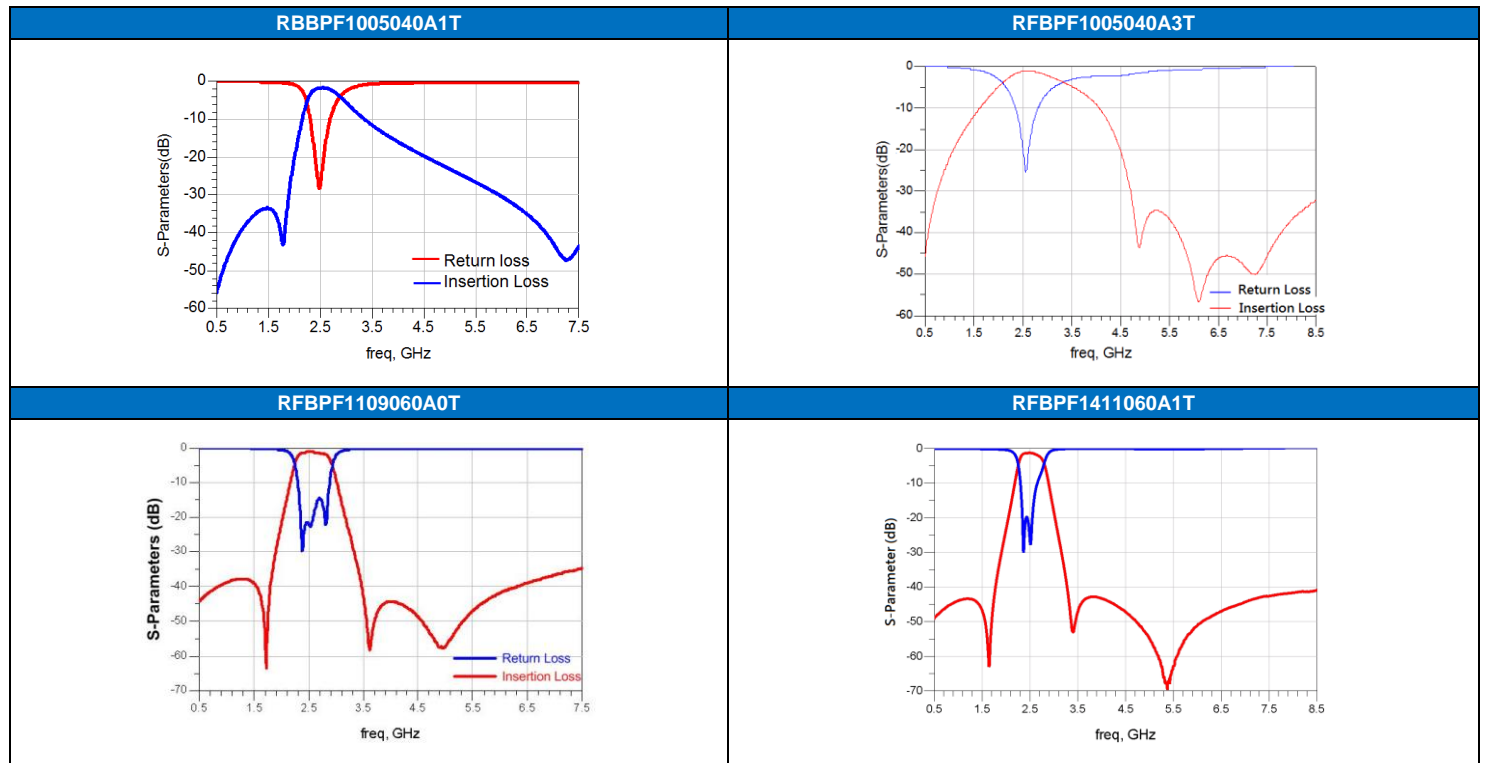 RBBPF1005040A1T
RFBPF1005040A3T
S-Parameters(dB)
0
-10
-20
-30
-40
-50
-60
Return loss
Insertion Loss
0.5 1.5 2.5 3.5 4.5 5.5 6.5 7.5
freq, GHz
S-Parameters(dB)
0
-10
-20
-30
-40
-50
-60
Return Loss
Insertion Loss
0.5 1.5 2.5 3.5 4.5 5.5 6.5 7.5 8.5
freq, GHz
RFBPF1109060A0T
RFBPF1411060A1T
S-Parameters (dB)
0
-10
-20
-30
-40
-50
-60
-70
Return Loss
Insertion Loss
0.5 1.5 2.5 3.5 4.5 5.5 6.5 7.5
freq, GHz
S-Parameter (dB)
0
-10
-20
-30
-40
-50
-60
-70
0.5 1.5 2.5 3.5 4.5 5.5 6.5 7.5 8.5
freq, GHz